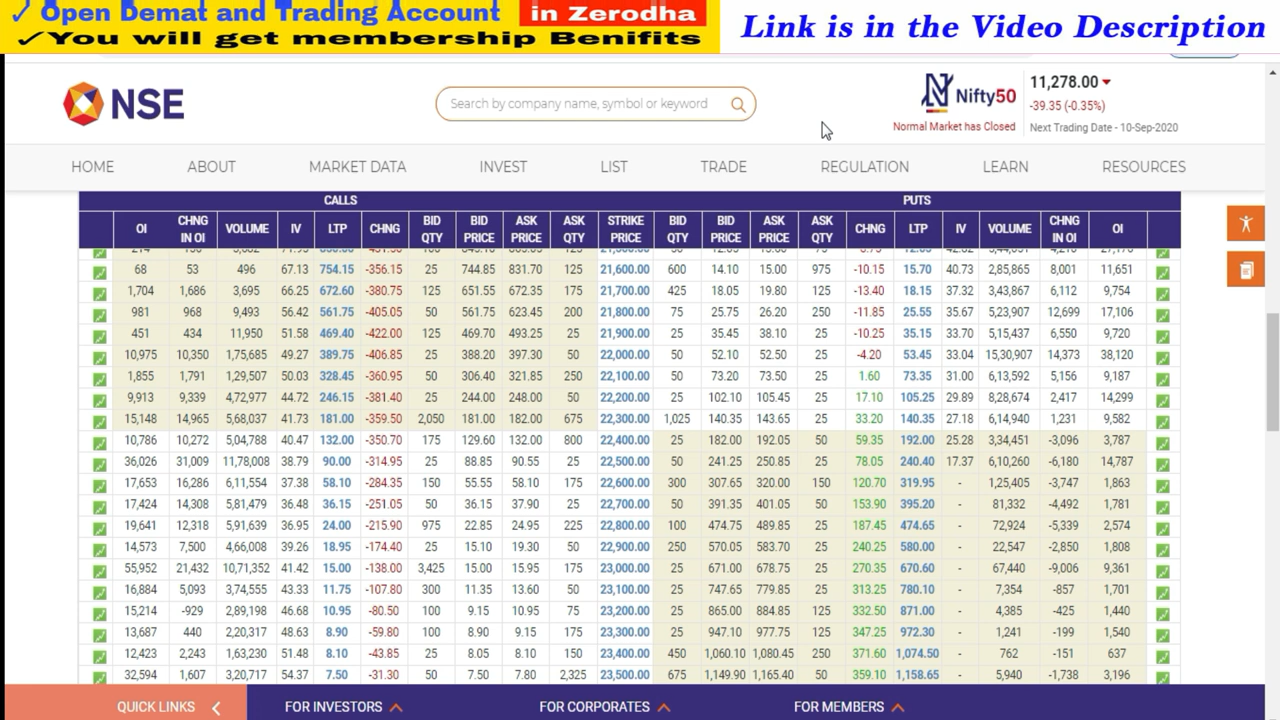 ✓ Open Demat and Trading Account in Zerodha
✓You will get membership Benifits
Link is in the Video Description
NSE
Search by company name, symbol or keyword
Nifty50
Normal Market has Closed
11,278.00
-39.35 (-0.35%)
Next Trading Date - 10-Sep-2020
HOME ABOUT MARKET DATA INVEST LIST TRADE REGULATION LEARN RESOURCES
CALLS PUTS
OI CHNG IN OI VOLUME IV LTP CHNG BID QTY BID PRICE ASK PRICE ASK QTY STRIKE PRICE BID QTY BID PRICE ASK PRICE ASK QTY CHNG LTP IV VOLUME CHNG IN OI OI
68 53 496 67.13 754.15 -356.15 25 744.85 831.70 125 21,600.00 600 14.10 15.00 975 -10.15 15.70 40.73 2,85,865 8,001 11,651
1,704 1,686 3,695 66.25 672.60 -380.75 125 651.55 672.35 175 21,700.00 425 18.05 19.80 125 -13.40 18.15 37.32 3,43,867 6,112 9,754
981 968 9,493 56.42 561.75 -405.05 50 561.75 623.45 200 21,800.00 75 25.75 26.20 250 -11.85 25.55 35.67 5,23,907 12,699 17,106
451 434 11,950 51.58 469.40 -422.00 125 469.70 493.25 25 21,900.00 25 35.45 38.10 25 -10.25 35.15 33.70 5,15,437 6,550 9,720
10,975 10,350 1,75,685 49.27 389.75 -406.85 25 388.20 397.30 50 22,000.00 50 52.10 52.50 25 -4.20 53.45 33.04 15,30,907 14,373 38,120
1,855 1,791 1,29,507 50.03 328.45 -360.95 50 306.40 321.85 250 22,100.00 50 73.20 73.50 25 1.60 73.35 31.00 6,13,592 5,156 9,187
9,913 9,339 4,72,977 44.72 246.15 -381.40 25 244.00 248.00 50 22,200.00 25 102.10 105.45 25 17.10 105.25 29.89 8,28,674 2,417 14,299
15,148 14,965 5,68,037 41.73 181.00 -359.50 2,050 181.00 182.00 675 22,300.00 1,025 140.35 143.65 25 33.20 140.35 27.18 6,14,940 1,231 9,582
10,786 10,272 5,04,788 40.47 132.00 -350.70 175 129.60 132.00 800 22,400.00 25 182.00 192.05 50 59.35 192.00 25.28 3,34,451 -3,096 3,787
36,026 31,009 11,78,008 38.79 90.00 -314.95 25 88.85 90.55 25 22,500.00 50 241.25 250.85 25 78.05 240.40 17.37 6,10,260 -6,180 14,787
17,653 16,286 6,11,554 37.38 58.10 -284.35 150 55.55 58.10 175 22,600.00 300 307.65 320.00 150 120.70 319.95 - 1,25,405 -3,747 1,863
17,424 14,308 5,81,479 36.48 36.15 -251.05 25 36.15 37.90 25 22,700.00 50 391.35 401.05 50 153.90 395.20 - 81,332 -4,492 1,781
19,641 12,318 5,91,639 36.95 24.00 -215.90 975 22.85 24.95 225 22,800.00 100 474.75 489.85 25 187.45 474.65 - 72,924 -5,339 2,574
14,573 7,500 4,66,008 39.26 18.95 -174.40 25 15.10 19.30 50 22,900.00 250 570.05 583.70 25 240.25 580.00 - 22,547 -2,850 1,808
55,952 21,432 10,71,352 41.42 15.00 -138.00 3,425 15.00 15.95 175 23,000.00 25 671.00 678.75 25 270.35 670.60 - 67,440 -9,006 9,361
16,884 5,093 3,74,555 43.33 11.75 -107.80 300 11.35 13.60 50 23,100.00 25 747.65 779.85 25 313.25 780.10 - 7,354 -857 1,701
15,214 -929 2,89,198 46.68 10.95 -80.50 100 9.15 10.95 75 23,200.00 25 865.00 884.85 125 332.50 871.00 - 4,385 -425 1,440
13,687 440 2,20,317 48.63 8.90 -59.80 100 8.90 9.15 175 23,300.00 25 947.10 977.75 125 347.25 972.30 - 1,241 -199 1,540
12,423 2,243 1,63,230 51.48 8.10 -43.85 25 8.05 8.10 150 23,400.00 450 1,060.10 1,080.45 250 371.60 1,074.50 - 762 -151 637
32,594 1,607 3,20,717 54.37 7.50 -31.30 50 7.50 7.80 2,325 23,500.00 675 1,149.90 1,165.40 50 359.10 1,158.65 - 5,940 -1,738 3,196
QUICK LINKS FOR INVESTORS FOR CORPORATES FOR MEMBERS